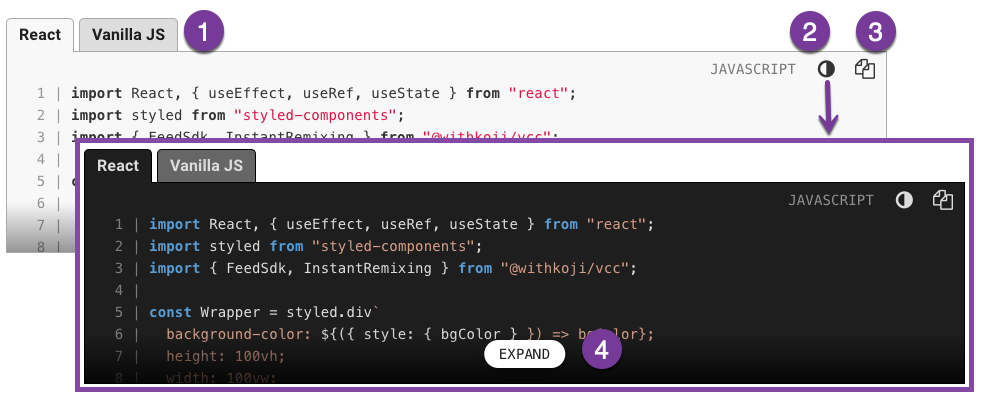 React Vanilla JS 1 2 3
JAVASCRIPT
1 | import React, { useEffect, useRef, useState } from "react";
2 | import styled from "styled-components";
3 | import { FeedSdk, InstantRemixing } from "@withkoji/vcc";
4 |
5 |
6 |
7 |
8 |
React Vanilla JS
JAVASCRIPT
1 | import React, { useEffect, useRef, useState } from "react";
2 | import styled from "styled-components";
3 | import { FeedSdk, InstantRemixing } from "@withkoji/vcc";
4 |
5 | const Wrapper = styled.div`
6 | background-color: ${({ style: { bgColor } }) => bgColor};
7 | height: 100vh;
EXPAND 4
8 | width: 100vw;